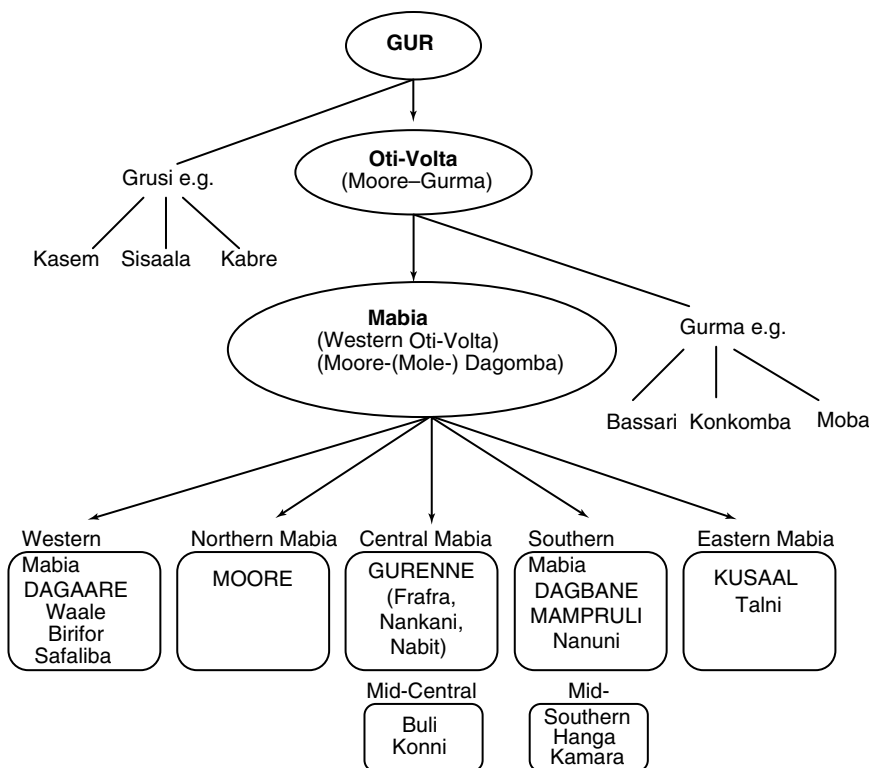 GUR
Oti-Volta
(Moore–Gurma)
Grusi e.g.
Kasem Sisaala Kabre
Mabia
(Western Oti-Volta)
(Moore-(Mole-) Dagomba)
Gurma e.g.
Bassari Konkomba Moba
Western
Mabia
DAGAARE
Waale
Birifor
Safaliba
Northern Mabia
MOORE
Central Mabia
GURENNE
(Frafra,
Nankani,
Nabit)
Mid-Central
Buli
Konni
Southern
Mabia
DAGBANE
MAMPRULI
Nanuni
Mid-
Southern
Hanga
Kamara
Eastern Mabia
KUSAAL
Talni